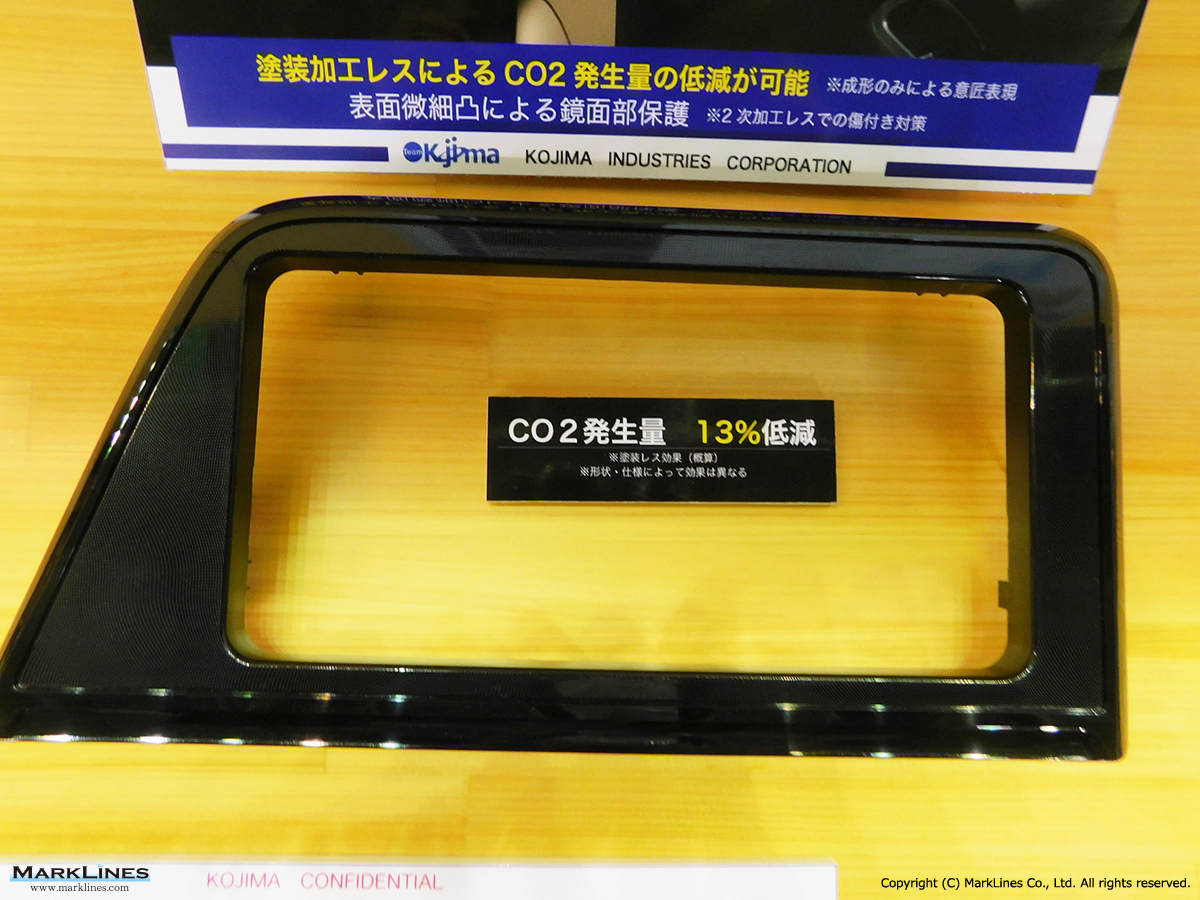 塗装加工レスによる CO2 発生量の低減が可能 ※成形のみによる意匠表現
表面微細凸による鏡面部保護 ※2 次加工レスでの傷付き対策
Team Kojima KOJIMA INDUSTRIES CORPORATION
CO2発生量 13%低減
※塗装レス効果（概算）
※形状・仕様によって効果は異なる
MARKLINES
www.marklines.com
KOJIMA CONFIDENTIAL
Copyright (C) MarkLines Co., Ltd. All rights reserved.